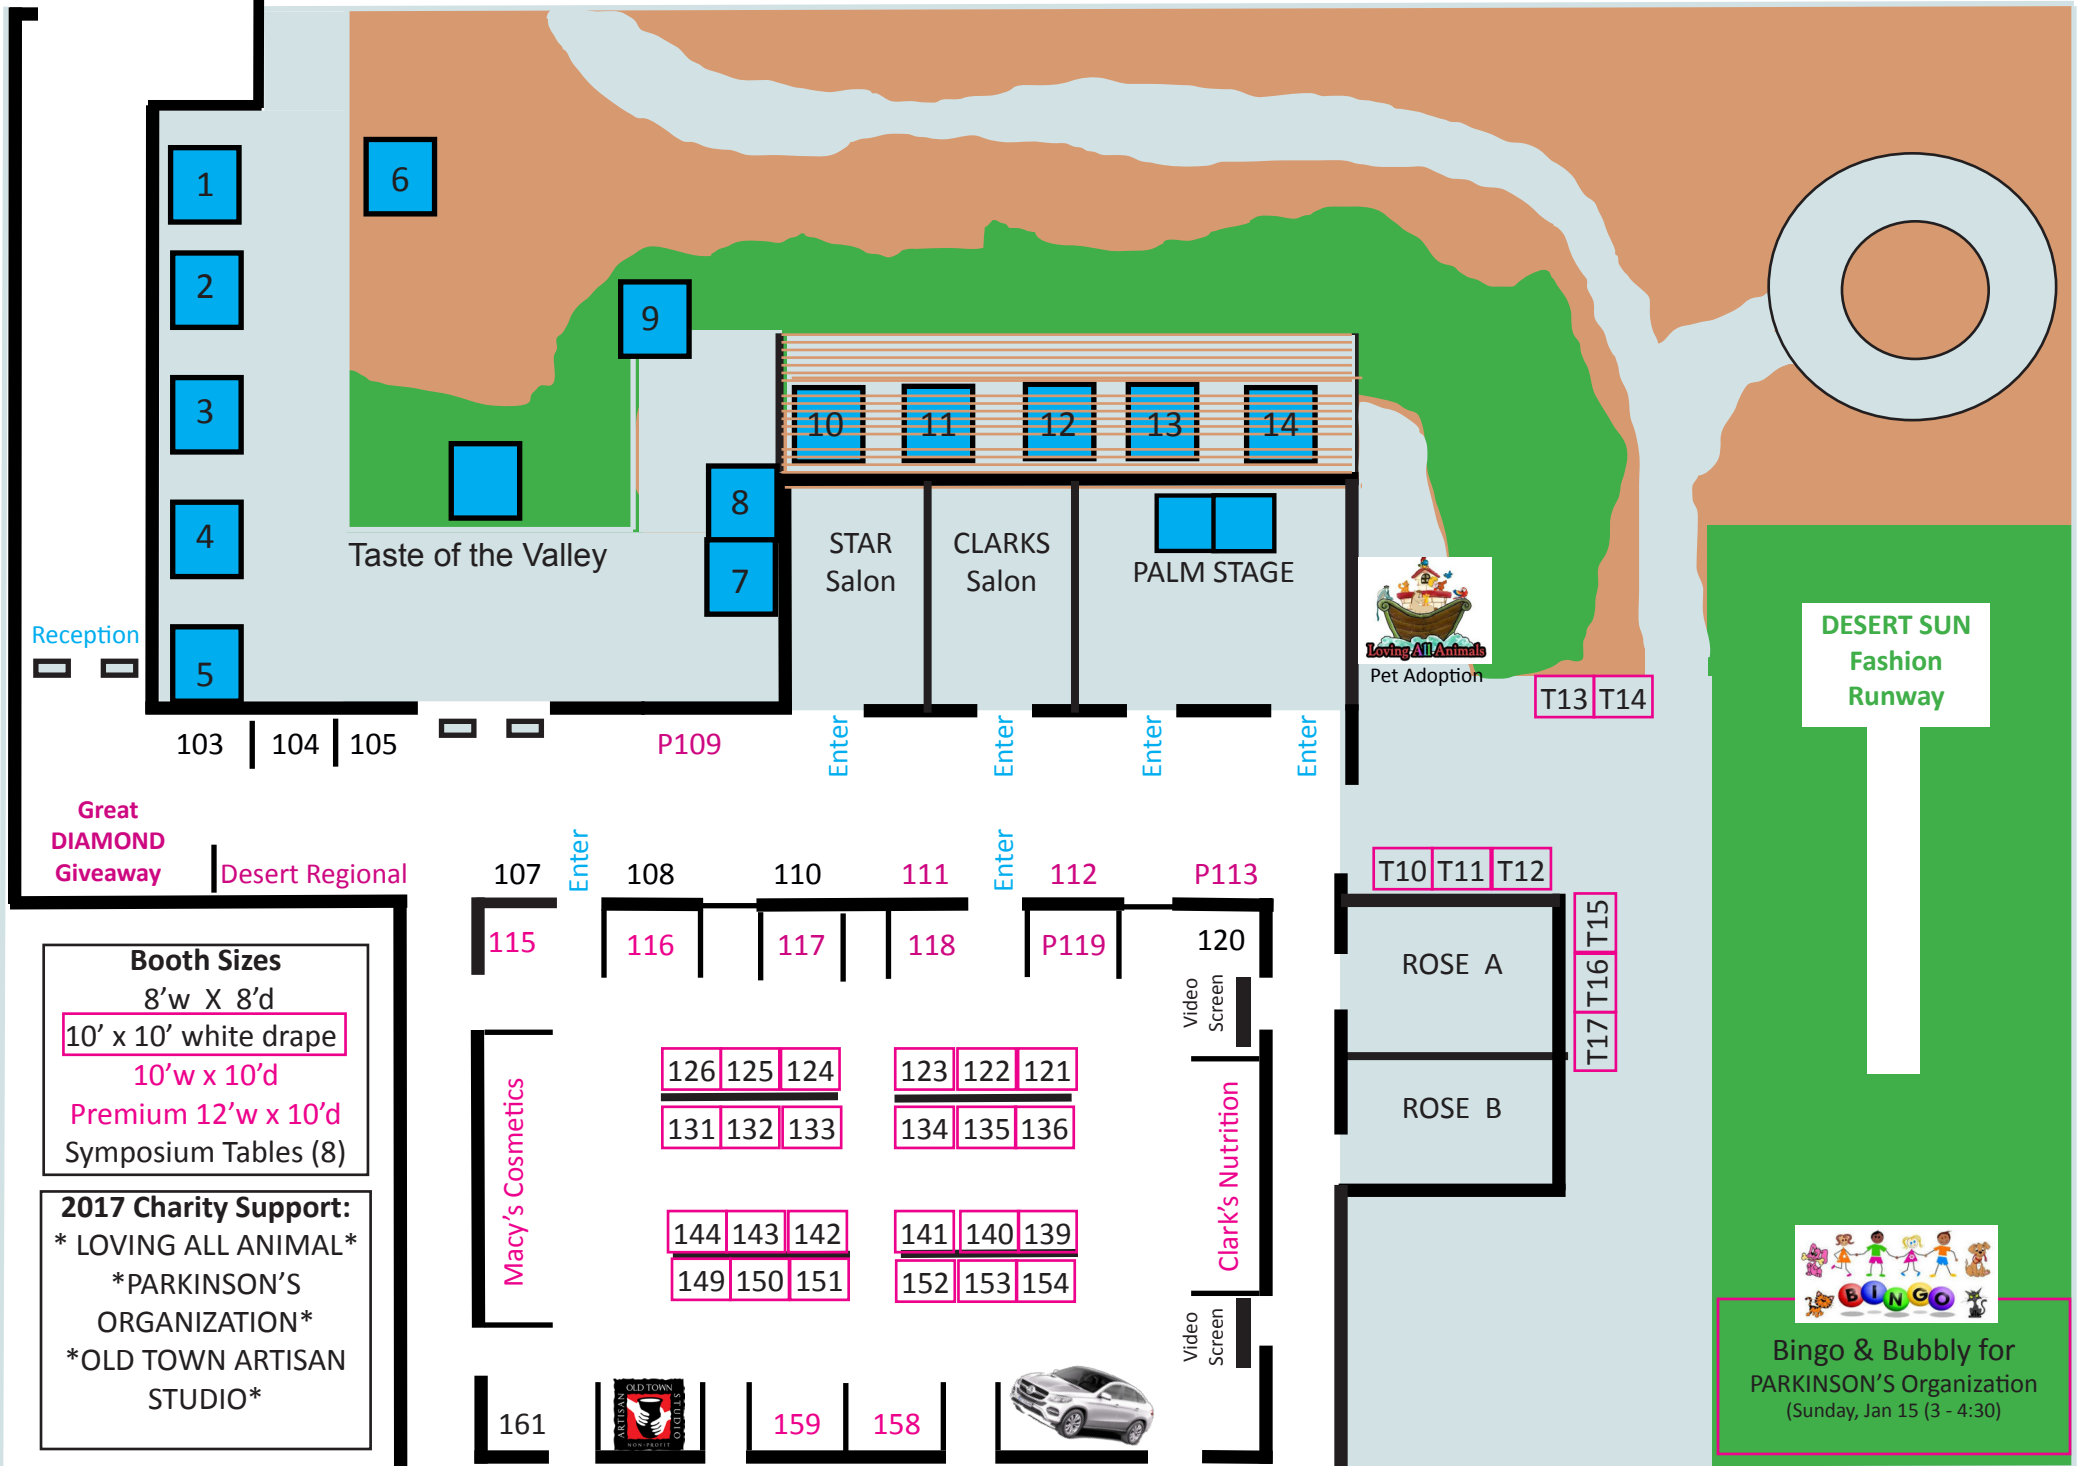 1
6
2
9
3
10
11
12
13
14
8
4
Taste of the Valley
7
STAR
Salon
CLARKS
Salon
PALM STAGE
Loving All Animals
Pet Adoption
Reception
5
T13
T14
DESERT SUN
Fashion
Runway
103
104
105
P109
Enter
Enter
Enter
Enter
Great
DIAMOND
Giveaway
Desert Regional
107
Enter
108
110
111
Enter
112
P113
T10
T11
T12
115
116
117
118
P119
120
T15
T16
T17
ROSE A
ROSE B
Video
Screen
Booth Sizes
8'w X 8'd
10' x 10' white drape
10'w x 10'd
Premium 12'w x 10'd
Symposium Tables (8)
126
125
124
123
122
121
131
132
133
134
135
136
Macy's Cosmetics
Clark's Nutrition
144
143
142
141
140
139
149
150
151
152
153
154
2017 Charity Support:
* LOVING ALL ANIMAL*
*PARKINSON'S
ORGANIZATION*
*OLD TOWN ARTISAN
STUDIO*
Video
Screen
161
OLD TOWN
ARTISAN
STUDIO
NON-PROFIT
159
158
BINGO
Bingo & Bubbly for
PARKINSON'S Organization
(Sunday, Jan 15 (3 - 4:30)